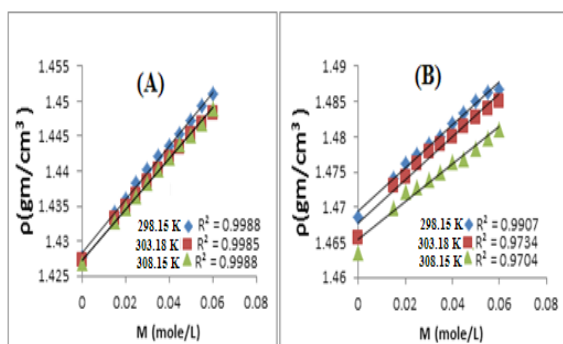 (A)
ρ(gm/cm³)
1.455
1.45
1.445
1.44
1.435
1.43
1.425
298.15 K R² = 0.9988
303.18 K R² = 0.9985
308.15 K R² = 0.9988
0 0.02 0.04 0.06 0.08
M (mole/L)
(B)
ρ(gm/cm³)
1.49
1.485
1.48
1.475
1.47
1.465
1.46
298.15 K R² = 0.9907
303.18 K R² = 0.9734
308.15 K R² = 0.9704
0 0.02 0.04 0.06 0.08
M (mole/L)